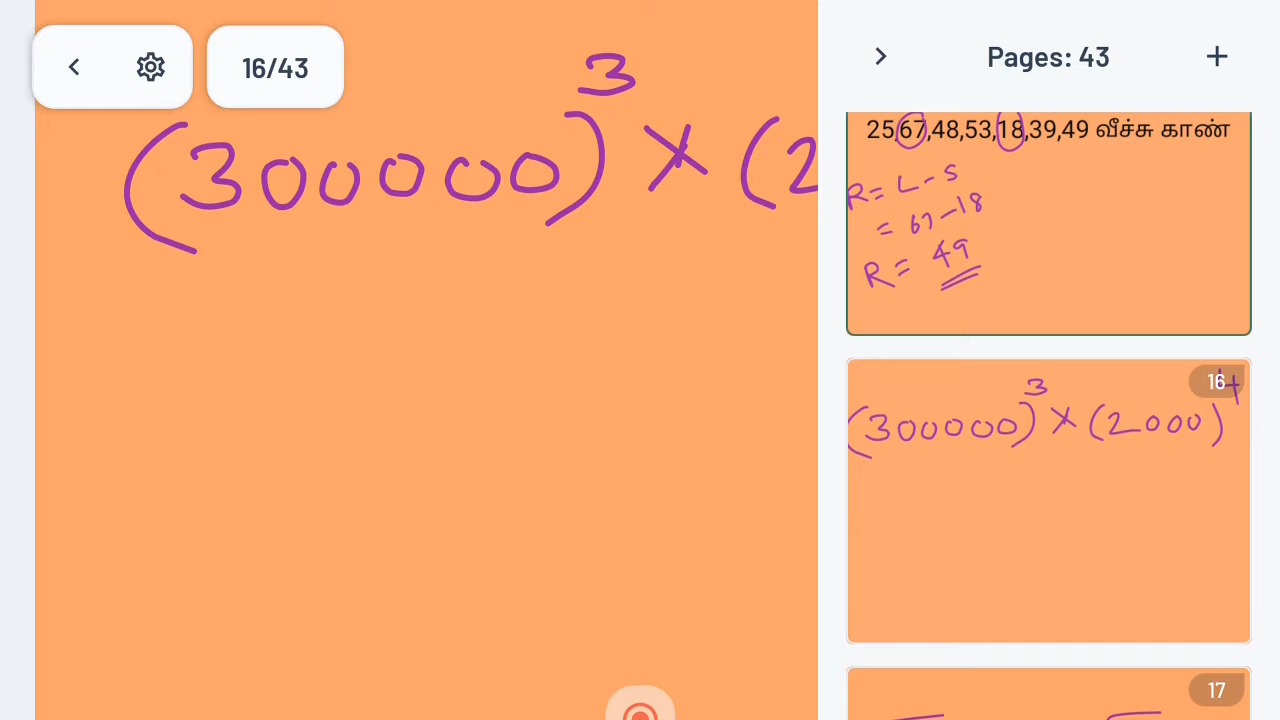 16/43
(300000)³ × (2
Pages: 43
25,67,48,53,18,39,49 வீச்சு காண்
R = L - S
= 67 - 18
R = 49
16
(300000)³ × (2000)⁴
17